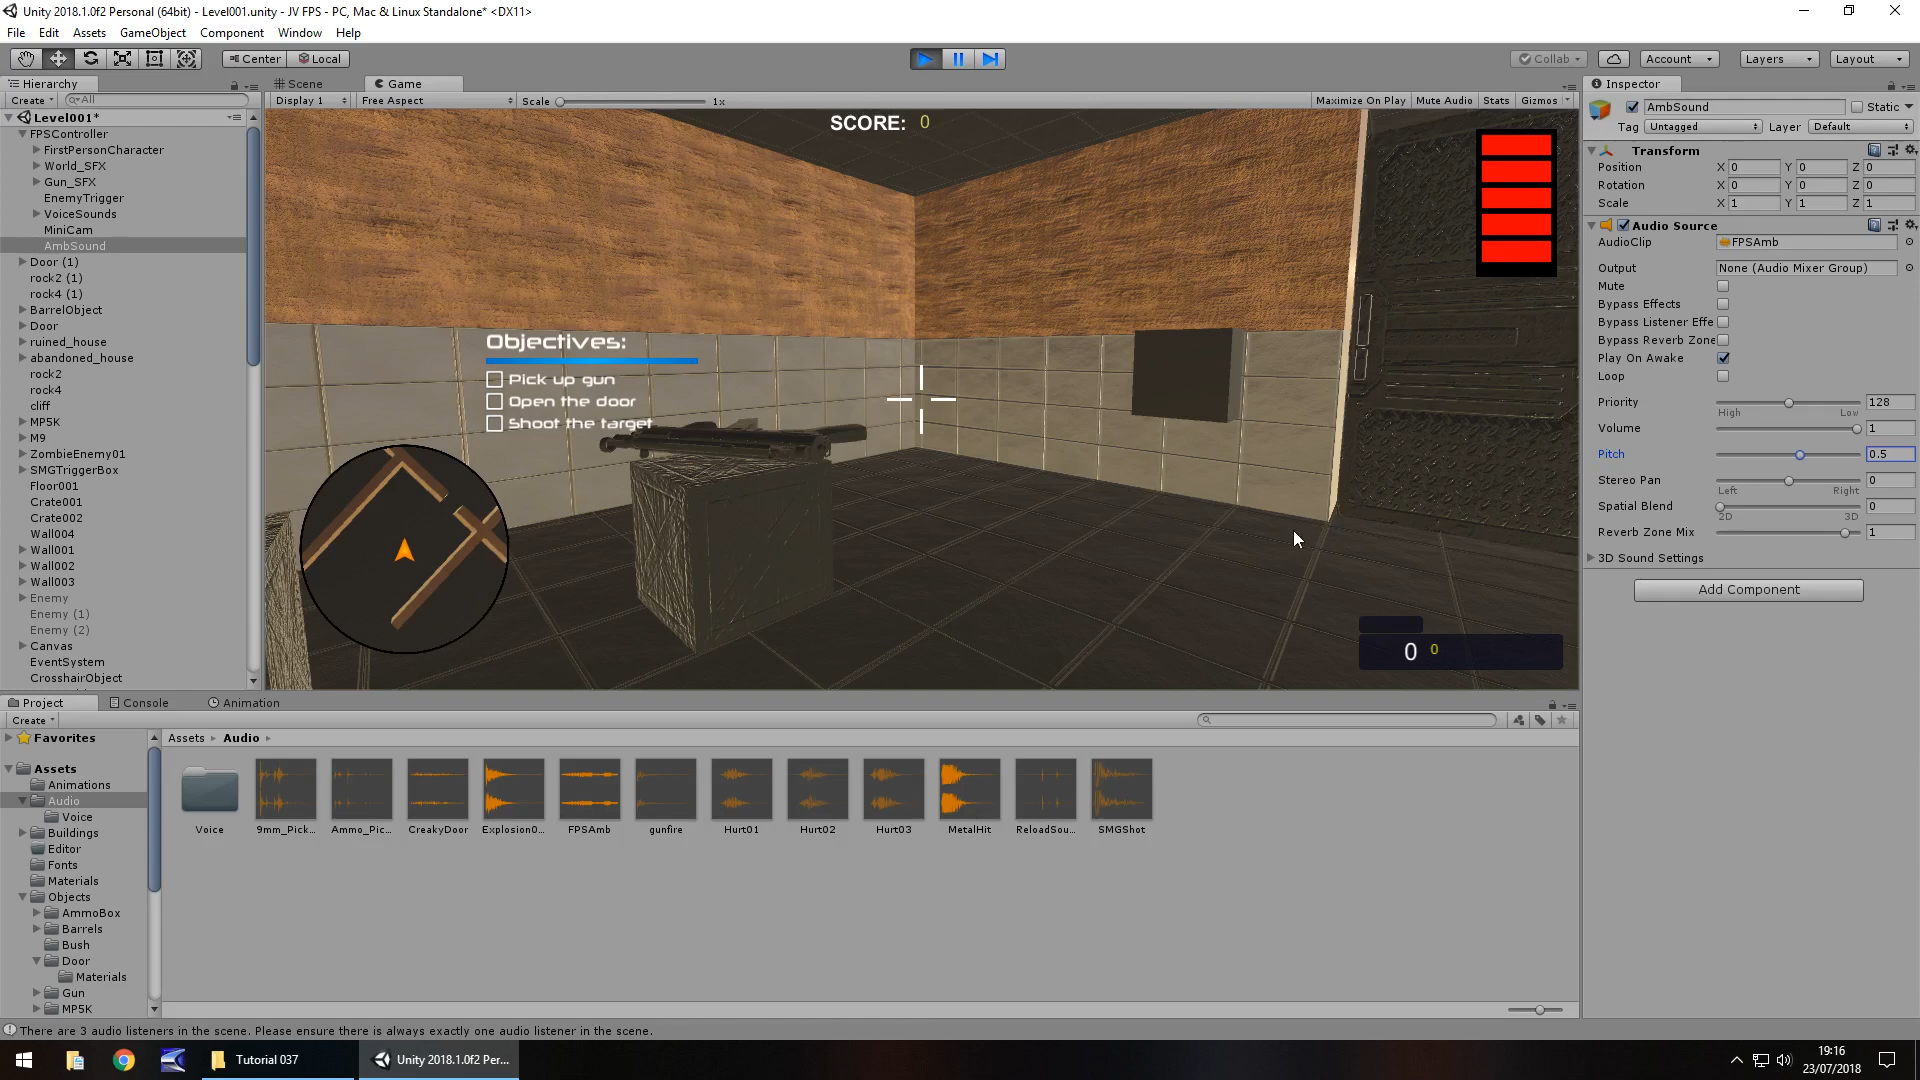 Unity 2018.1.0f2 Personal (64bit) - Level001.unity - JV FPS - PC, Mac & Linux Standalone* <DX11>
File Edit Assets GameObject Component Window Help
Center Local Collab Account Layers Layout
Hierarchy Scene Game Inspector
Create All Display 1 Free Aspect Scale 1x Maximize On Play Mute Audio Stats Gizmos
Level001*
FPSController
FirstPersonCharacter
World_SFX
Gun_SFX
EnemyTrigger
VoiceSounds
MiniCam
AmbSound
Door (1)
rock2 (1)
rock4 (1)
BarrelObject
Door
ruined_house
abandoned_house
rock2
rock4
cliff
MP5K
M9
ZombieEnemy01
SMGTriggerBox
Floor001
Crate001
Crate002
Wall004
Wall001
Wall002
Wall003
Enemy
Enemy (1)
Enemy (2)
Canvas
EventSystem
CrosshairObject
SCORE: 0
Objectives:
Pick up gun
Open the door
Shoot the target
0 0
AmbSound Static
Tag Untagged Layer Default
Transform
Position X 0 Y 0 Z 0
Rotation X 0 Y 0 Z 0
Scale X 1 Y 1 Z 1
Audio Source
AudioClip FPSAmb
Output None (Audio Mixer Group)
Mute
Bypass Effects
Bypass Listener Effe
Bypass Reverb Zone
Play On Awake
Loop
Priority 128
High Low
Volume 1
Pitch 0.5
Stereo Pan 0
Left Right
Spatial Blend 0
2D 3D
Reverb Zone Mix 1
3D Sound Settings
Add Component
Project Console Animation
Create
Favorites
Assets
Animations
Audio
Voice
Buildings
Editor
Fonts
Materials
Objects
AmmoBox
Barrels
Bush
Door
Materials
Gun
MP5K
Assets Audio
Voice 9mm_Pick... Ammo_Pic... CreakyDoor Explosion0... FPSAmb gunfire Hurt01 Hurt02 Hurt03 MetalHit ReloadSou... SMGShot
There are 3 audio listeners in the scene. Please ensure there is always exactly one audio listener in the scene.
Tutorial 037 Unity 2018.1.0f2 Per...
19:16
23/07/2018